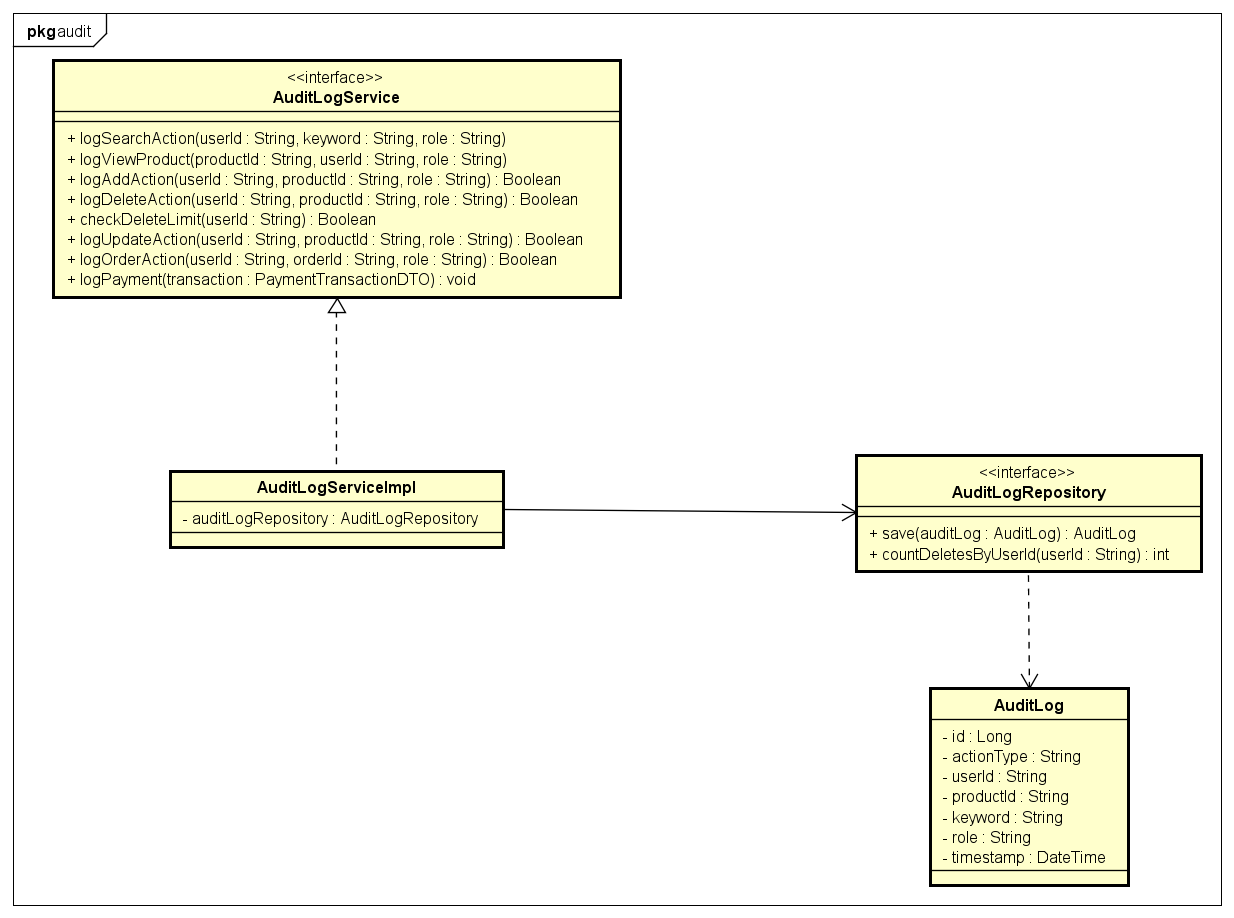 pkg audit
<<interface>>
AuditLogService
+ logSearchAction(userId : String, keyword : String, role : String)
+ logViewProduct(productId : String, userId : String, role : String)
+ logAddAction(userId : String, productId : String, role : String) : Boolean
+ logDeleteAction(userId : String, productId : String, role : String) : Boolean
+ checkDeleteLimit(userId : String) : Boolean
+ logUpdateAction(userId : String, productId : String, role : String) : Boolean
+ logOrderAction(userId : String, orderId : String, role : String) : Boolean
+ logPayment(transaction : PaymentTransactionDTO) : void
AuditLogServiceImpl
- auditLogRepository : AuditLogRepository
<<interface>>
AuditLogRepository
+ save(auditLog : AuditLog) : AuditLog
+ countDeletesByUserId(userId : String) : int
AuditLog
- id : Long
- actionType : String
- userId : String
- productId : String
- keyword : String
- role : String
- timestamp : DateTime